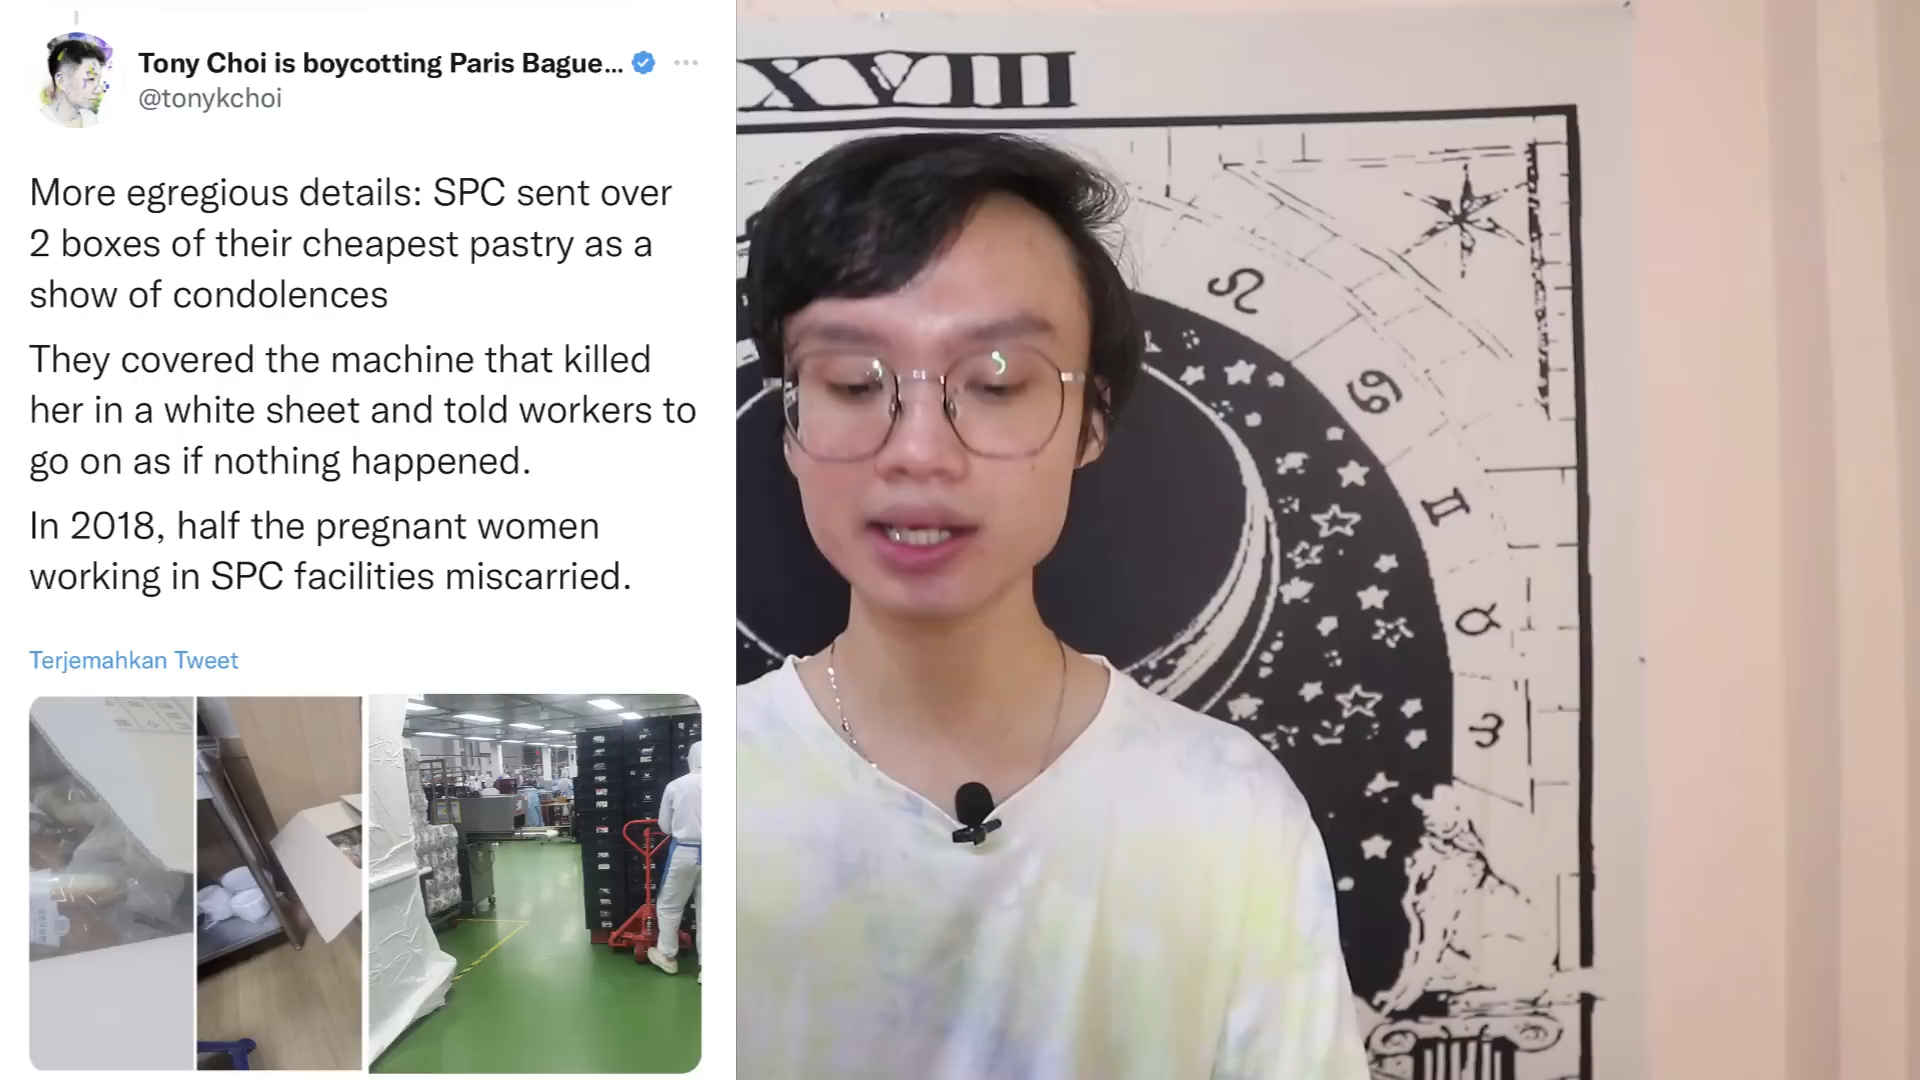 Tony Choi is boycotting Paris Bague...
@tonykchoi
XVIII
More egregious details: SPC sent over
2 boxes of their cheapest pastry as a
show of condolences
They covered the machine that killed
her in a white sheet and told workers to
go on as if nothing happened.
In 2018, half the pregnant women
working in SPC facilities miscarried.
Terjemahkan Tweet